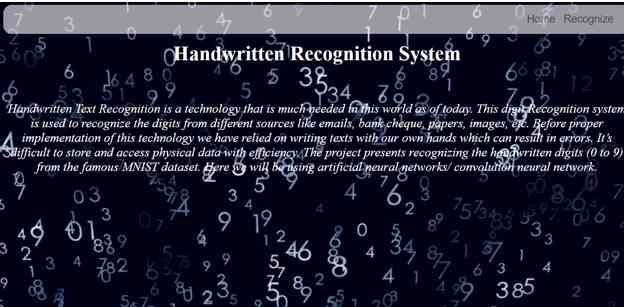 Home Recognize
Handwritten Recognition System
Handwritten Text Recognition is a technology that is much needed in this world as of today. This digit Recognition system
is used to recognize the digits from different sources like emails, bank cheque, papers, images, etc. Before proper
implementation of this technology we have relied on writing texts with our own hands which can result in errors. It's
difficult to store and access physical data with efficiency. The project presents recognizing the handwritten digits (0 to 9)
from the famous MNIST dataset. Here we will be using artificial neural networks/ convolution neural network.